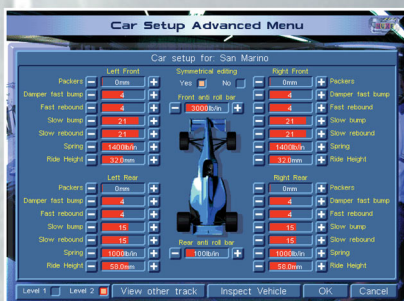 Car Setup Advanced Menu
Car setup for: San Marino
Left Front
Symmetrical editing
Right Front
Packers 0mm Yes No 0mm Packers
Damper fast bump 4 Front anti roll bar 4 Damper fast bump
Fast rebound 4 3000lb/in 4 Fast rebound
Slow bump 21 21 Slow bump
Slow rebound 21 21 Slow rebound
Spring 1400lb/in 1400lb/in Spring
Ride Height 32.0mm 32.0mm Ride Height
Left Rear Right Rear
Packers 0mm 0mm Packers
Damper fast bump 4 4 Damper fast bump
Fast rebound 4 4 Fast rebound
Slow bump 15 15 Slow bump
Slow rebound 15 Rear anti roll bar 15 Slow rebound
Spring 1000lb/in 100lb/in 1000lb/in Spring
Ride Height 58.0mm 58.0mm Ride Height
Level 1 Level 2 View other track Inspect Vehicle OK Cancel